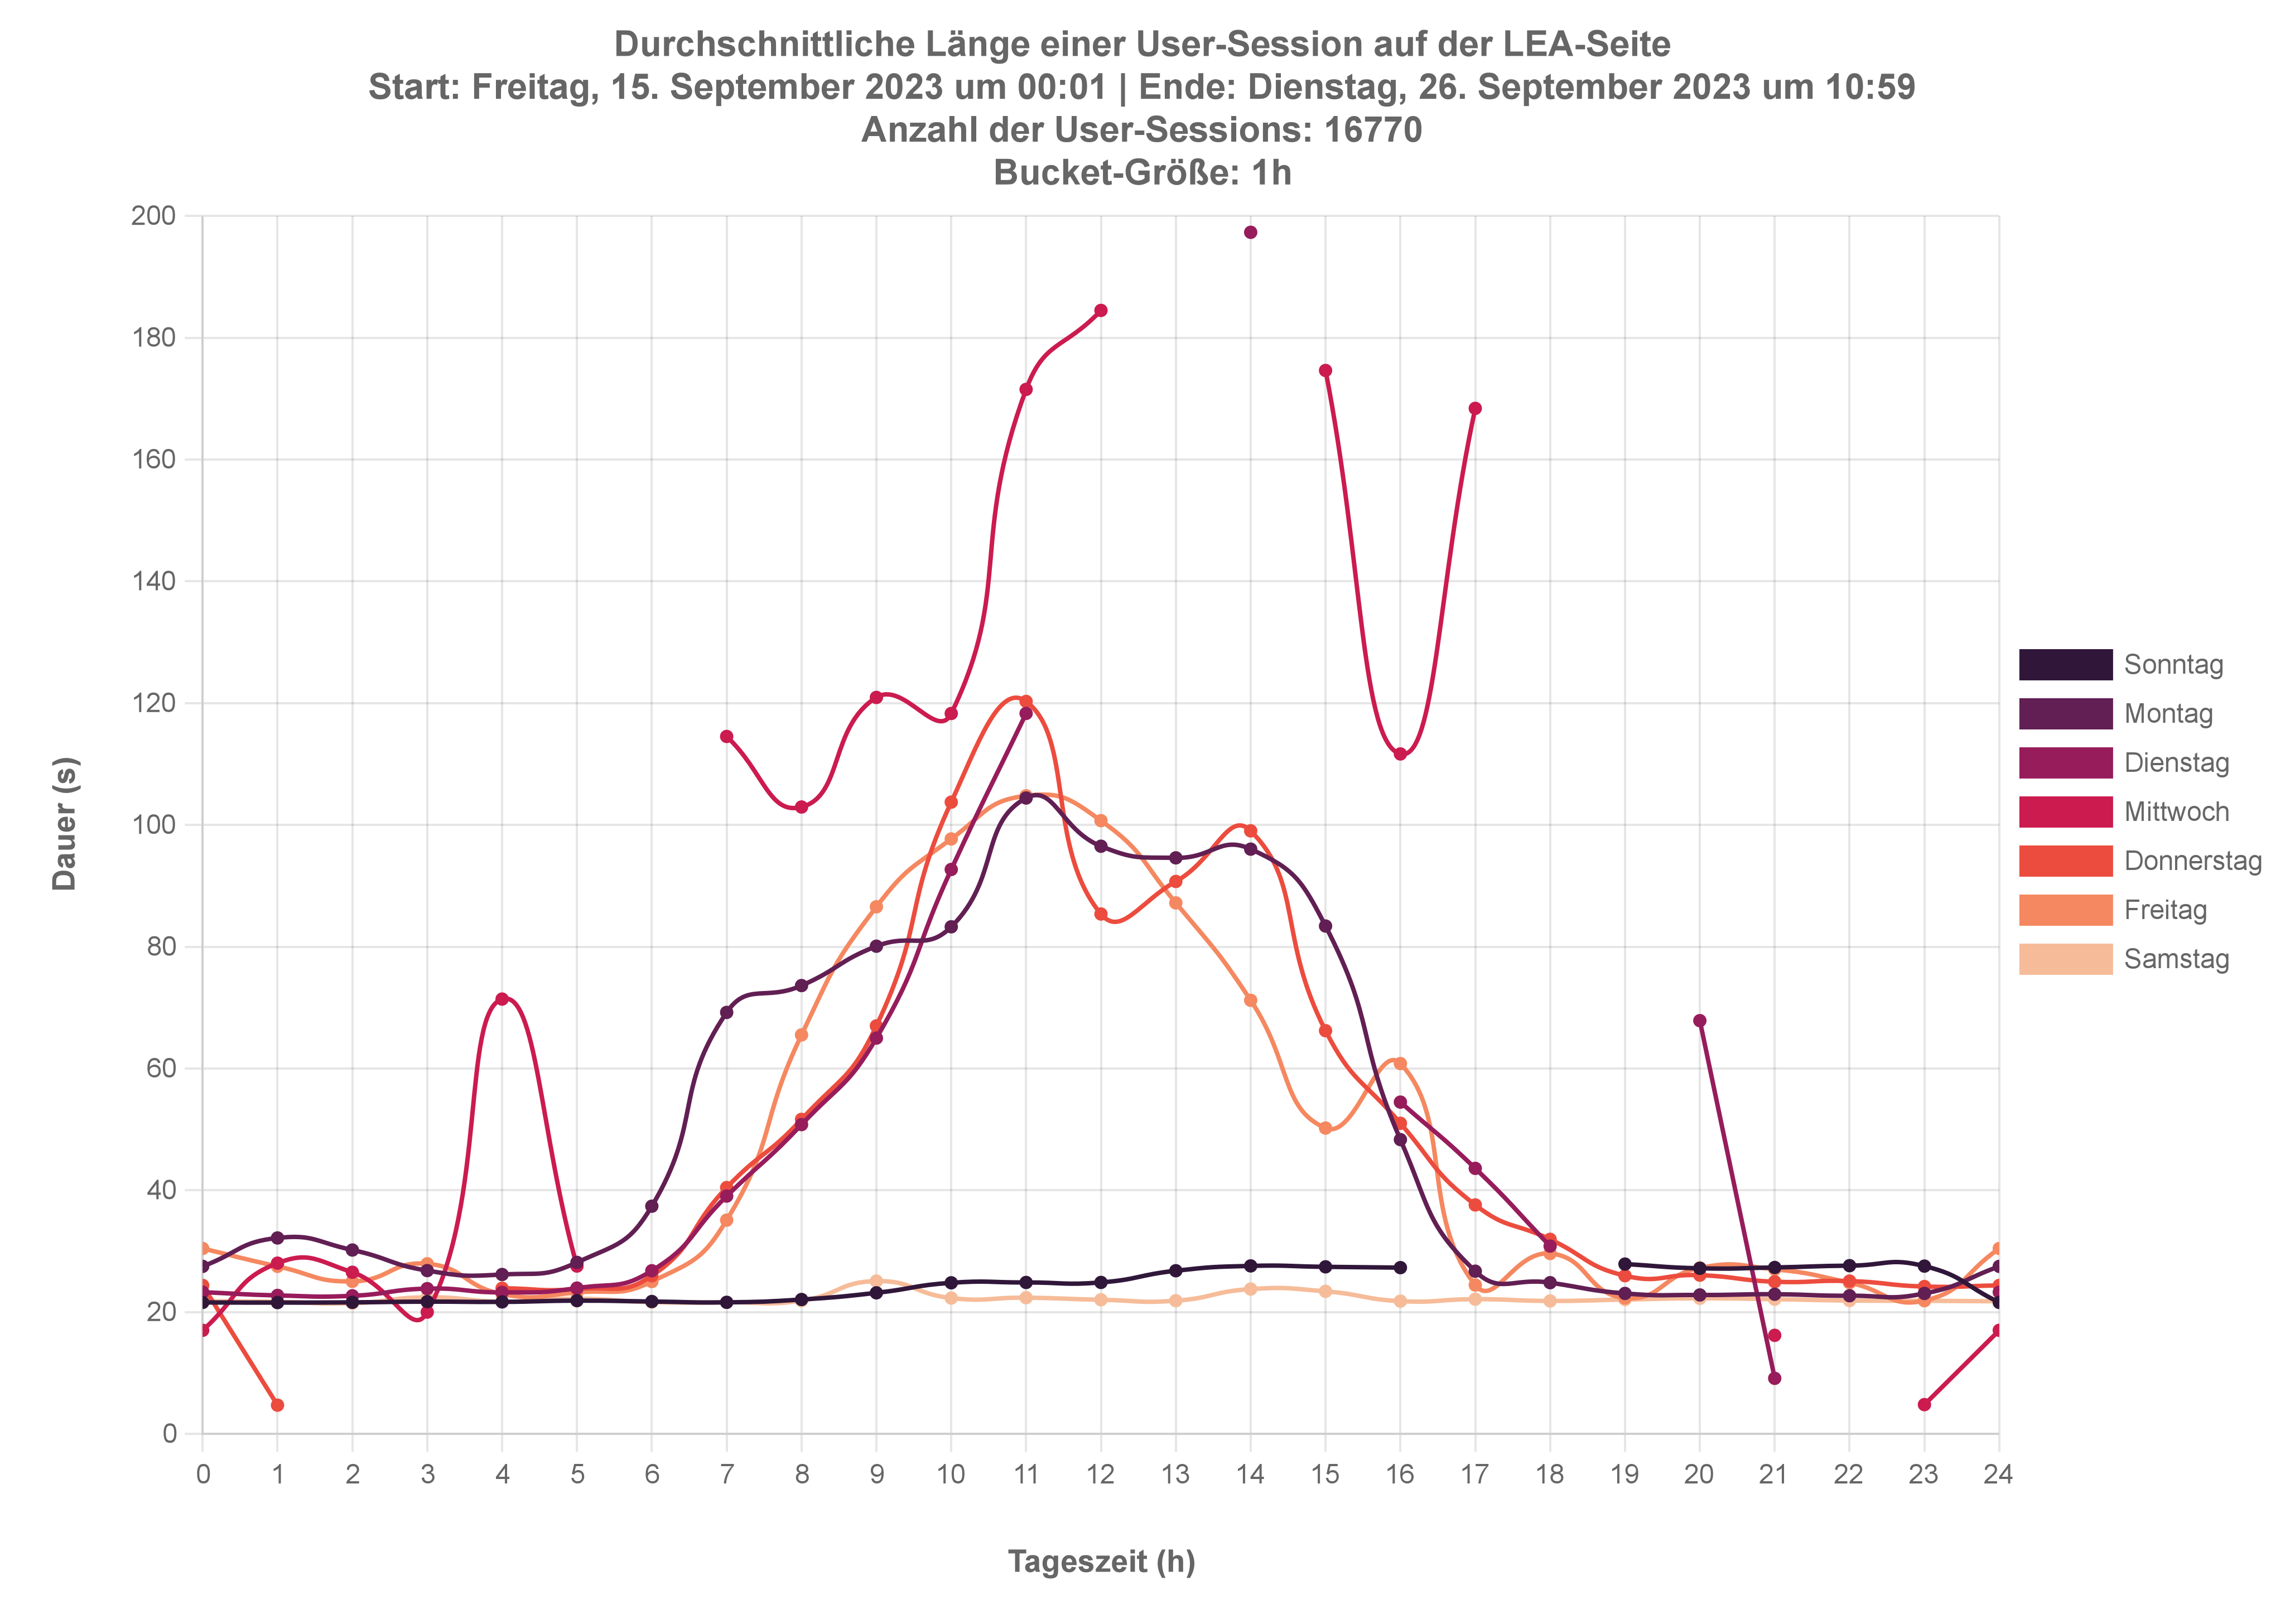 Durchschnittliche Länge einer User-Session auf der LEA-Seite
Start: Freitag, 15. September 2023 um 00:01 | Ende: Dienstag, 26. September 2023 um 10:59
Anzahl der User-Sessions: 16770
Bucket-Größe: 1h
200
180
160
140
120
100
80
60
40
20
0
Dauer (s)
0 1 2 3 4 5 6 7 8 9 10 11 12 13 14 15 16 17 18 19 20 21 22 23 24
Tageszeit (h)
Sonntag
Montag
Dienstag
Mittwoch
Donnerstag
Freitag
Samstag